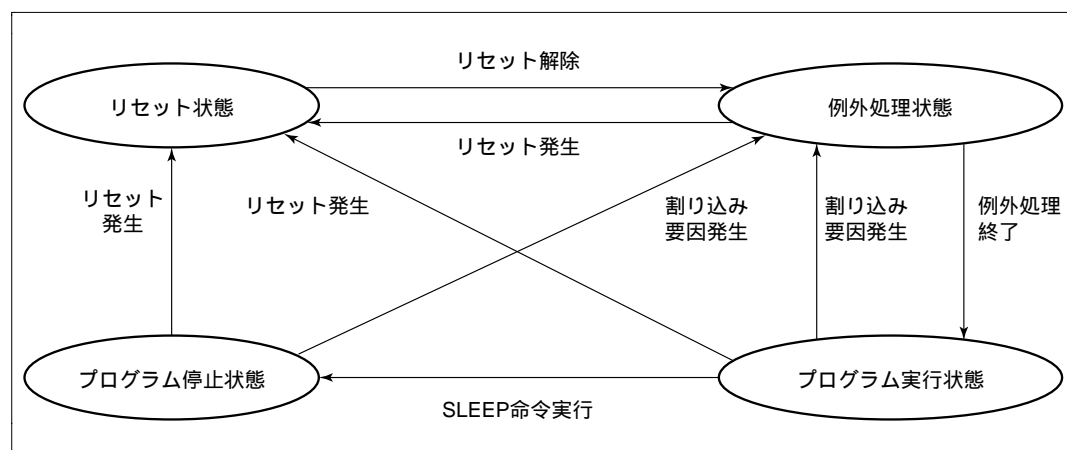 リセット解除
リセット状態
例外処理状態
リセット発生
リセット
発生
リセット発生
割り込み
要因発生
割り込み
要因発生
例外処理
終了
プログラム停止状態
プログラム実行状態
SLEEP命令実行